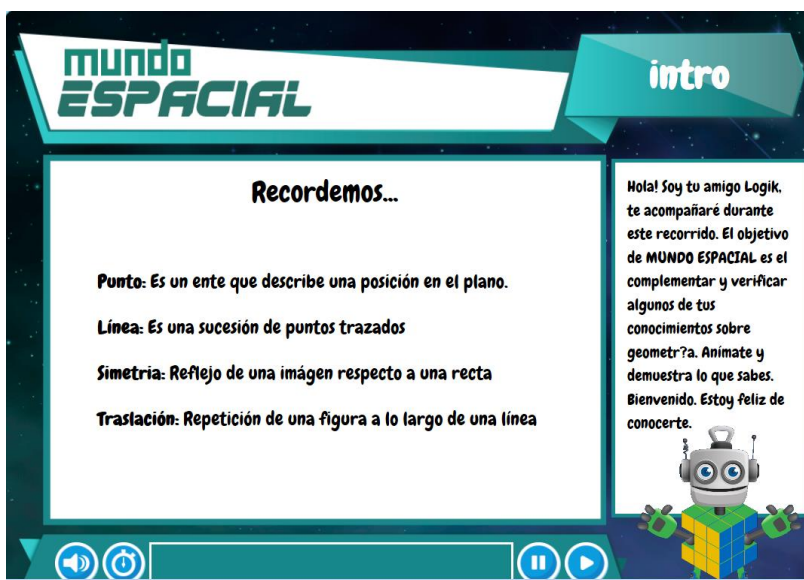 mundo
ESPACIAL
intro
Recordemos...
Punto: Es un ente que describe una posición en el plano.
Línea: Es una sucesión de puntos trazados
Simetria: Reflejo de una imágen respecto a una recta
Traslación: Repetición de una figura a lo largo de una línea
Hola! Soy tu amigo Logik,
te acompañaré durante
este recorrido. El objetivo
de MUNDO ESPACIAL es el
complementar y verificar
algunos de tus
conocimientos sobre
geometr?a. Anímate y
demuestra lo que sabes.
Bienvenido. Estoy feliz de
conocerte.